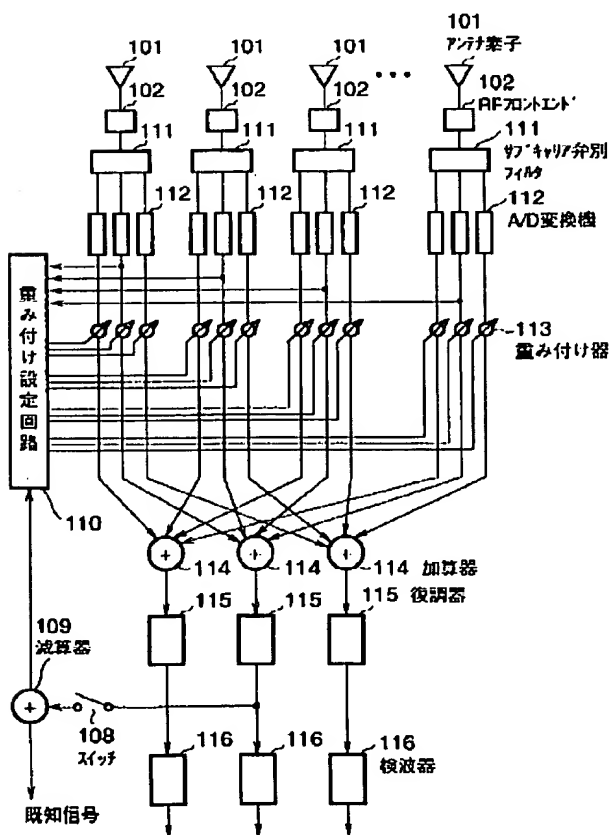 101
101
101
101
アンテナ素子
102
102
102
102
RFフロントエンド
111
111
111
111
サブキャリア弁別
フィルタ
112
112
112
112
A/D変換機
重み付け設定回路
113
重み付け器
110
114
114
114
加算器
115
115
115
復調器
109
減算器
108
スイッチ
116
116
116
検波器
既知信号
+
+
+
+